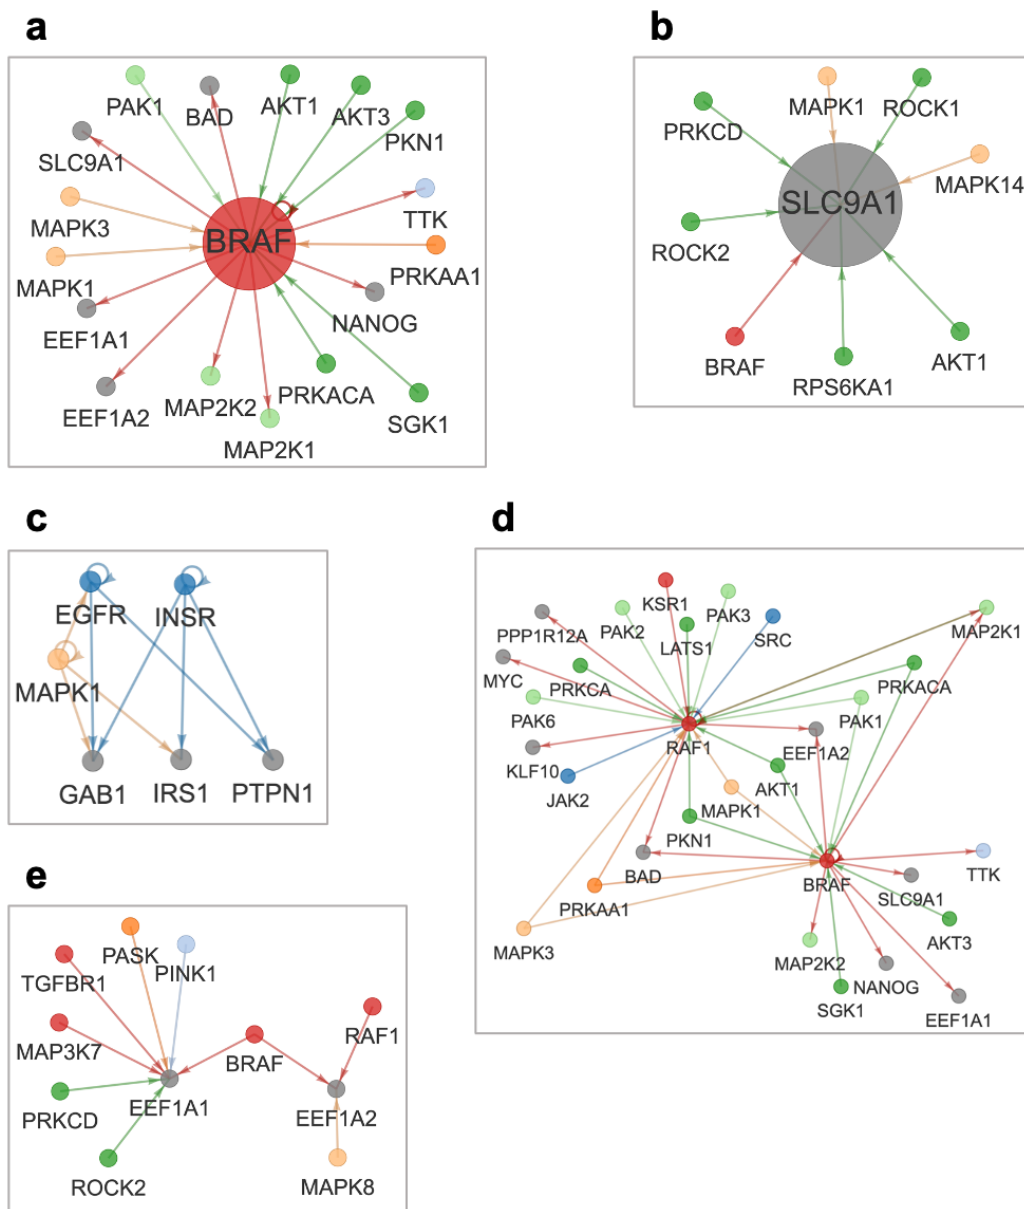 a
PAK1
BAD
AKT1
AKT3
PKN1
SLC9A1
TTK
MAPK3
BRAF
PRKAA1
MAPK1
NANOG
EEF1A1
PRKACA
EEF1A2
MAP2K2
SGK1
MAP2K1
b
MAPK1
ROCK1
PRKCD
MAPK14
SLC9A1
ROCK2
BRAF
AKT1
RPS6KA1
c
EGFR
INSR
MAPK1
GAB1
IRS1
PTPN1
d
KSR1
PAK3
PPP1R12A
PAK2
SRC
MAP2K1
LATS1
MYC
PRKCA
PRKACA
PAK6
PAK1
RAF1
EEF1A2
KLF10
AKT1
JAK2
MAPK1
PKN1
BAD
BRAF
TTK
SLC9A1
PRKAA1
AKT3
MAPK3
MAP2K2
NANOG
SGK1
EEF1A1
e
PASK
PINK1
TGFBR1
RAF1
MAP3K7
BRAF
EEF1A1
PRKCD
EEF1A2
ROCK2
MAPK8